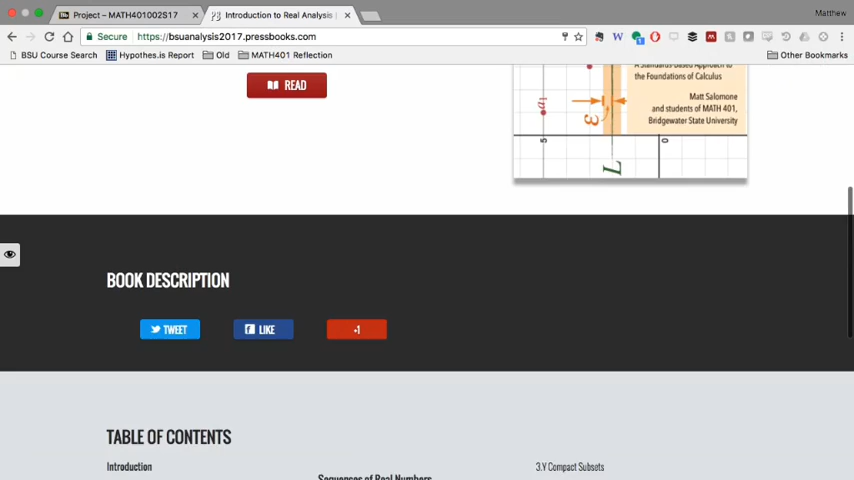 Project – MATH401002S17
Introduction to Real Analysis
Matthew
Secure
https://bsuanalysis2017.pressbooks.com
BSU Course Search
Hypothes.is Report
Old
MATH401 Reflection
Other Bookmarks
READ
A Standards-Based Approach to
the Foundations of Calculus
Matt Salomone
and students of MATH 401,
Bridgewater State University
ε
5
0
L
BOOK DESCRIPTION
TWEET
LIKE
+1
TABLE OF CONTENTS
Introduction
Sequences of Real Numbers
3.Y Compact Subsets